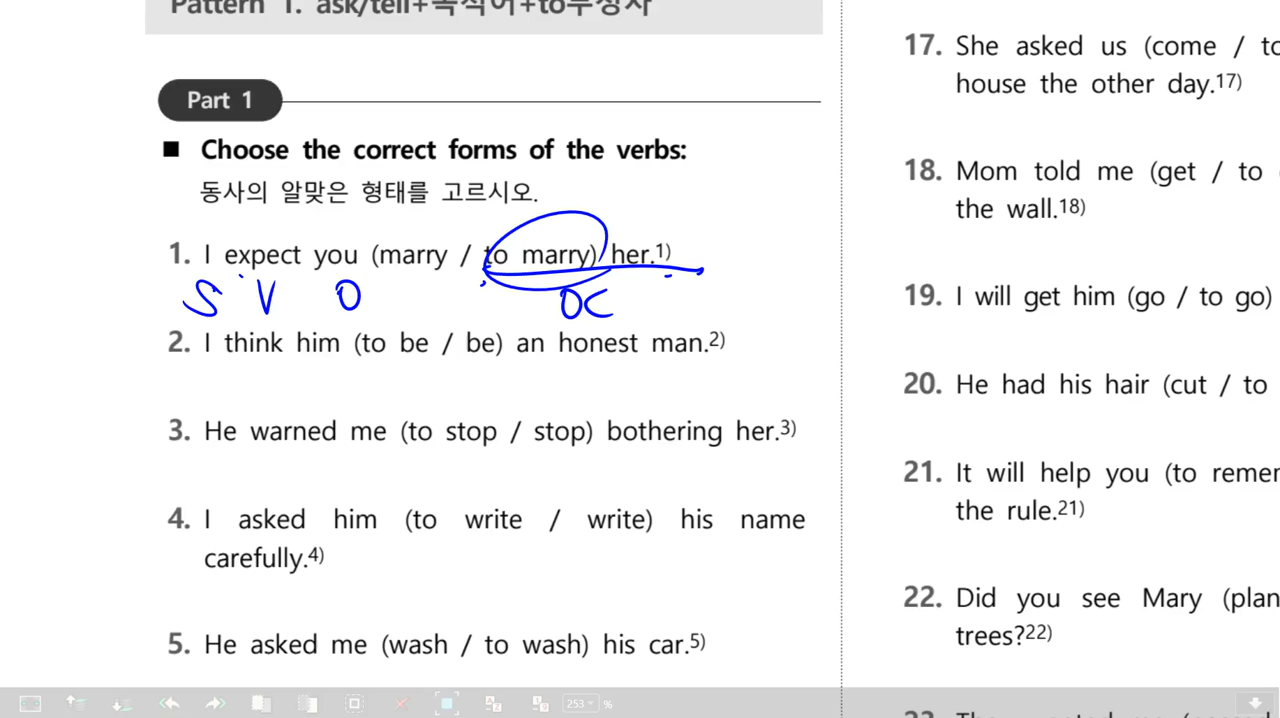 Pattern 1. ask/tell+목적어+to부정사
Part 1
■ Choose the correct forms of the verbs:
동사의 알맞은 형태를 고르시오.
1. I expect you (marry / to marry) her.1)
S V O OC
2. I think him (to be / be) an honest man.2)
3. He warned me (to stop / stop) bothering her.3)
4. I asked him (to write / write) his name
carefully.4)
5. He asked me (wash / to wash) his car.5)
17. She asked us (come / to
house the other day.17)
18. Mom told me (get / to
the wall.18)
19. I will get him (go / to go)
20. He had his hair (cut / to
21. It will help you (to remem
the rule.21)
22. Did you see Mary (plan
trees?22)
253 %